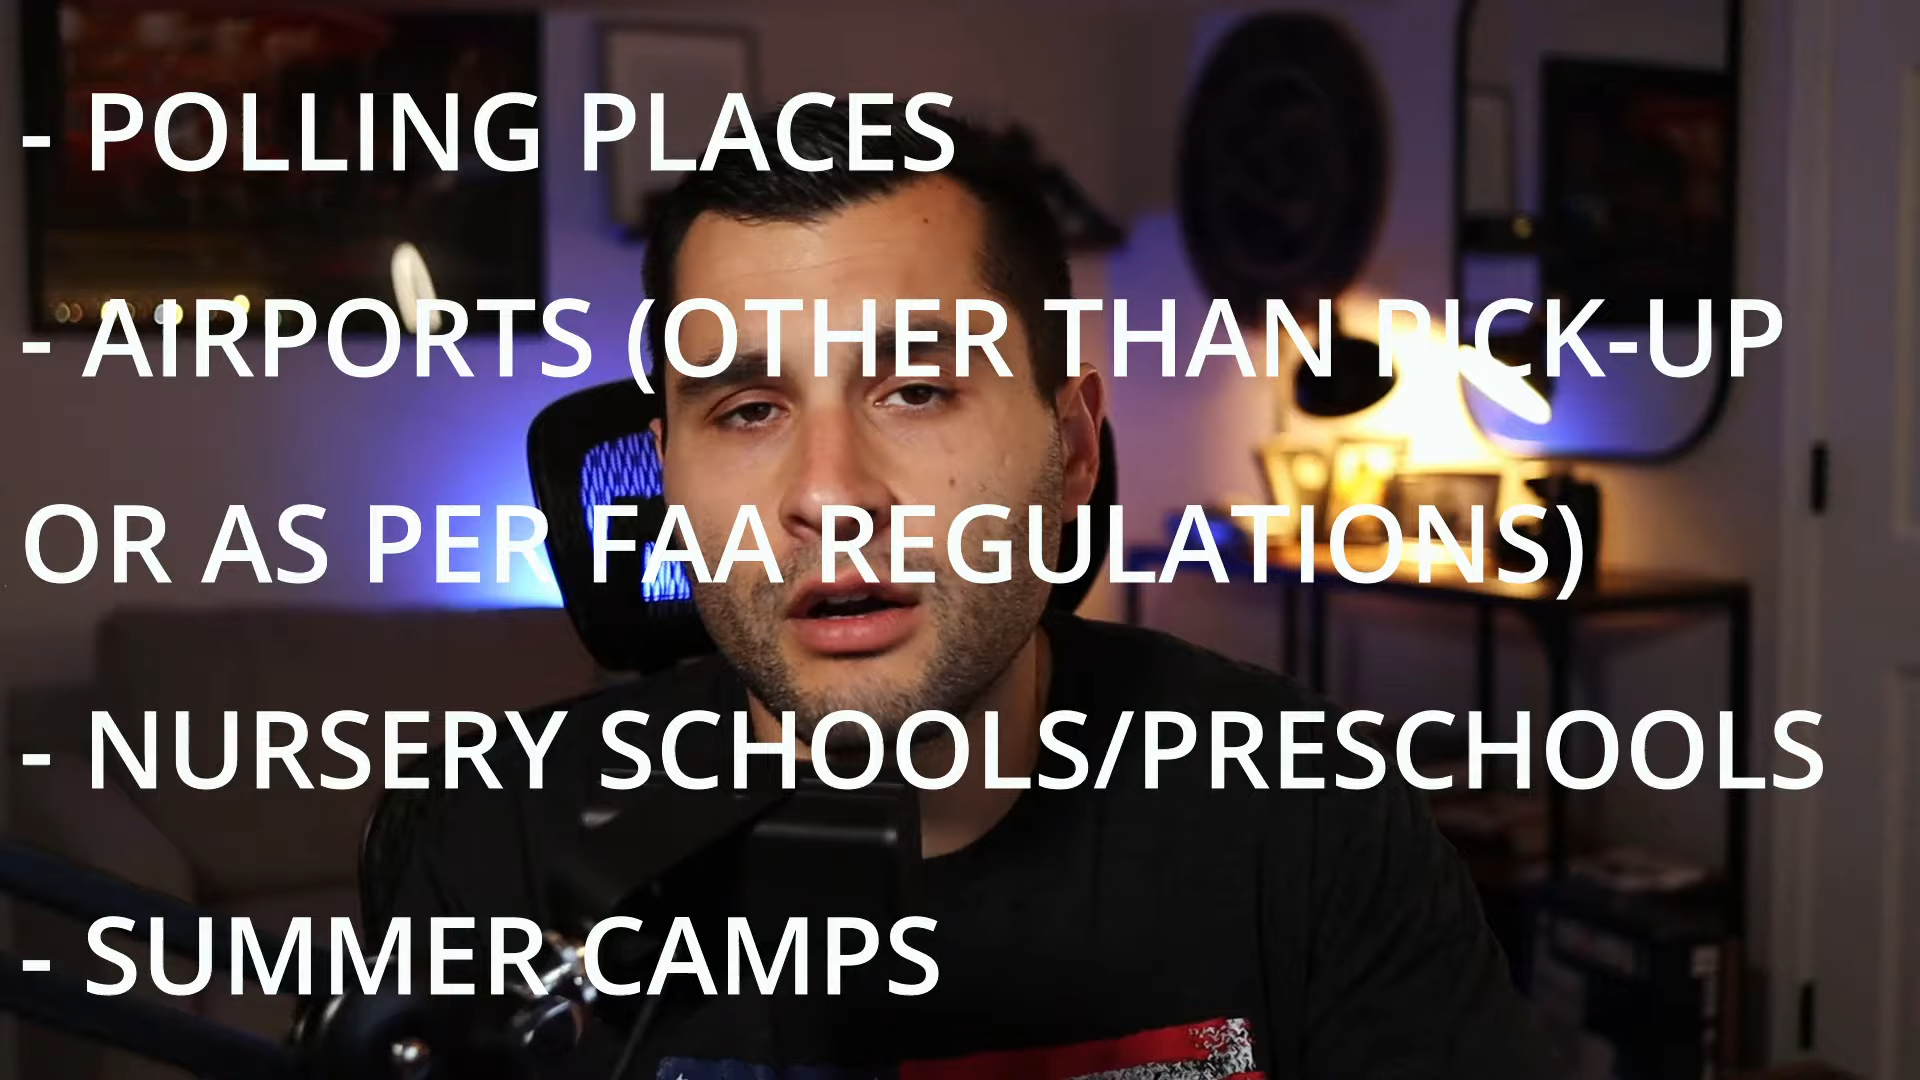 - POLLING PLACES
- AIRPORTS (OTHER THAN PICK-UP
OR AS PER FAA REGULATIONS)
- NURSERY SCHOOLS/PRESCHOOLS
- SUMMER CAMPS